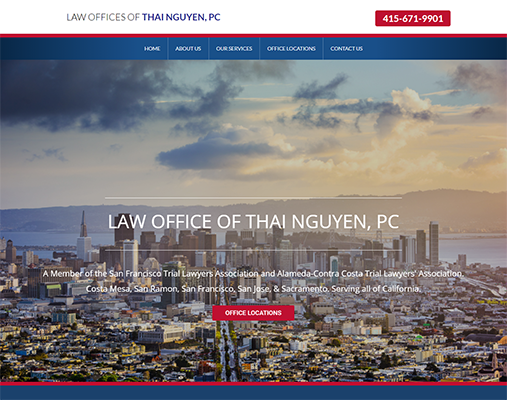 LAW OFFICES OF THAI NGUYEN, PC
415-671-9901
HOME ABOUT US OUR SERVICES OFFICE LOCATIONS CONTACT US
LAW OFFICE OF THAI NGUYEN, PC
A Member of the San Francisco Trial Lawyers Association and Alameda-Contra Costa Trial Lawyers' Association.
Costa Mesa, San Ramon, San Francisco, San Jose, & Sacramento. Serving all of California.
OFFICE LOCATIONS